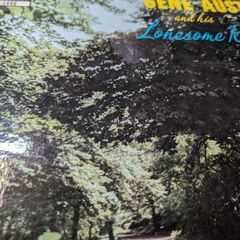 GENE AUST
and his
Lonesome R